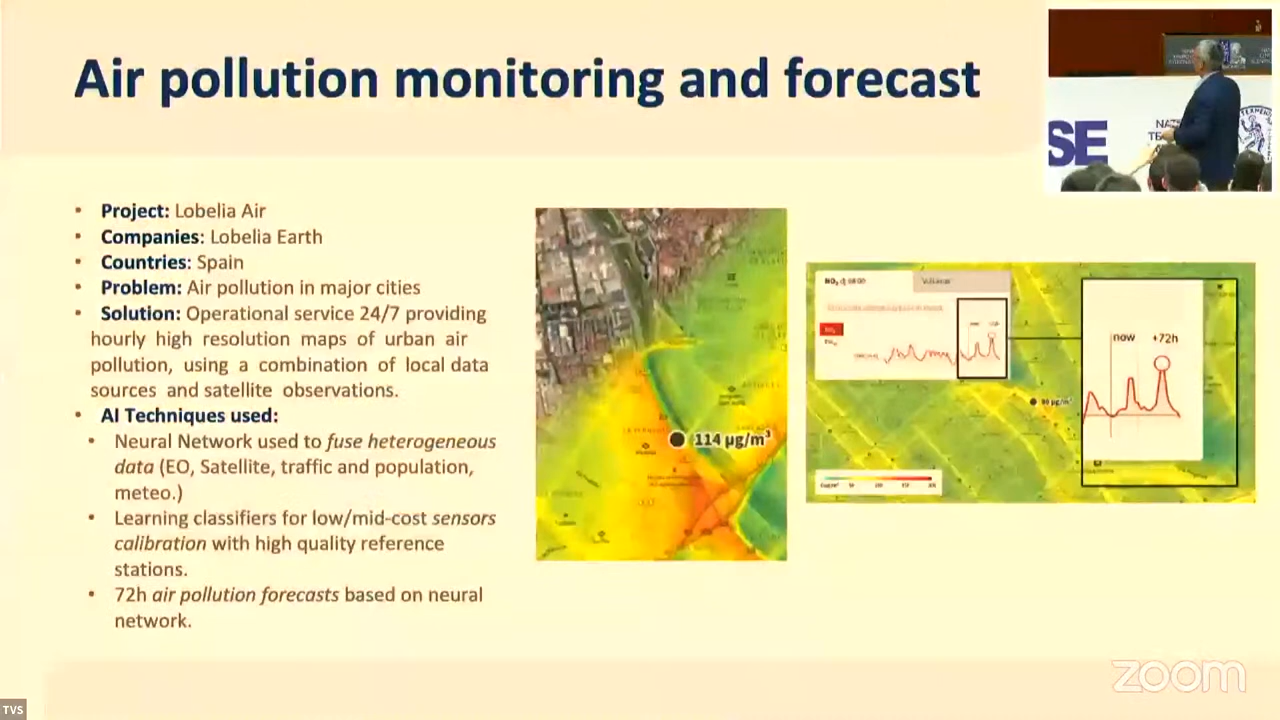 Air pollution monitoring and forecast
• Project: Lobelia Air
• Companies: Lobelia Earth
• Countries: Spain
• Problem: Air pollution in major cities
• Solution: Operational service 24/7 providing
hourly high resolution maps of urban air
pollution, using a combination of local data
sources and satellite observations.
• AI Techniques used:
• Neural Network used to fuse heterogeneous
data (EO, Satellite, traffic and population,
meteo.)
• Learning classifiers for low/mid-cost sensors
calibration with high quality reference
stations.
• 72h air pollution forecasts based on neural
network.
114 µg/m³
now +72h
SE
zoom
TVS